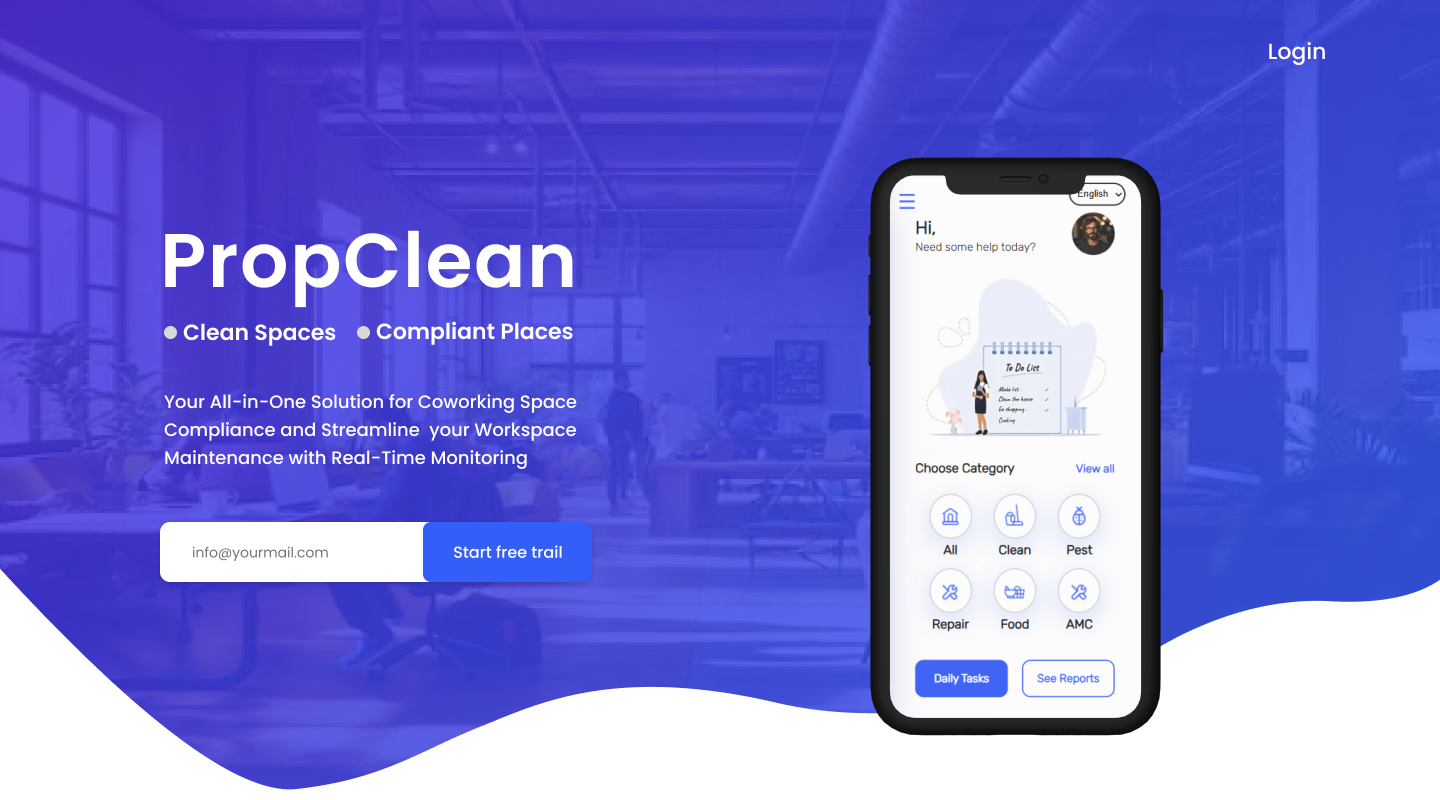 Login
PropClean
Clean Spaces Compliant Places
Your All-in-One Solution for Coworking Space
Compliance and Streamline your Workspace
Maintenance with Real-Time Monitoring
info@yourmail.com Start free trail
English
Hi,
Need some help today?
To Do List
Make list
Clean the house
Go shopping...
Cooking
Choose Category View all
All Clean Pest
Repair Food AMC
Daily Tasks See Reports